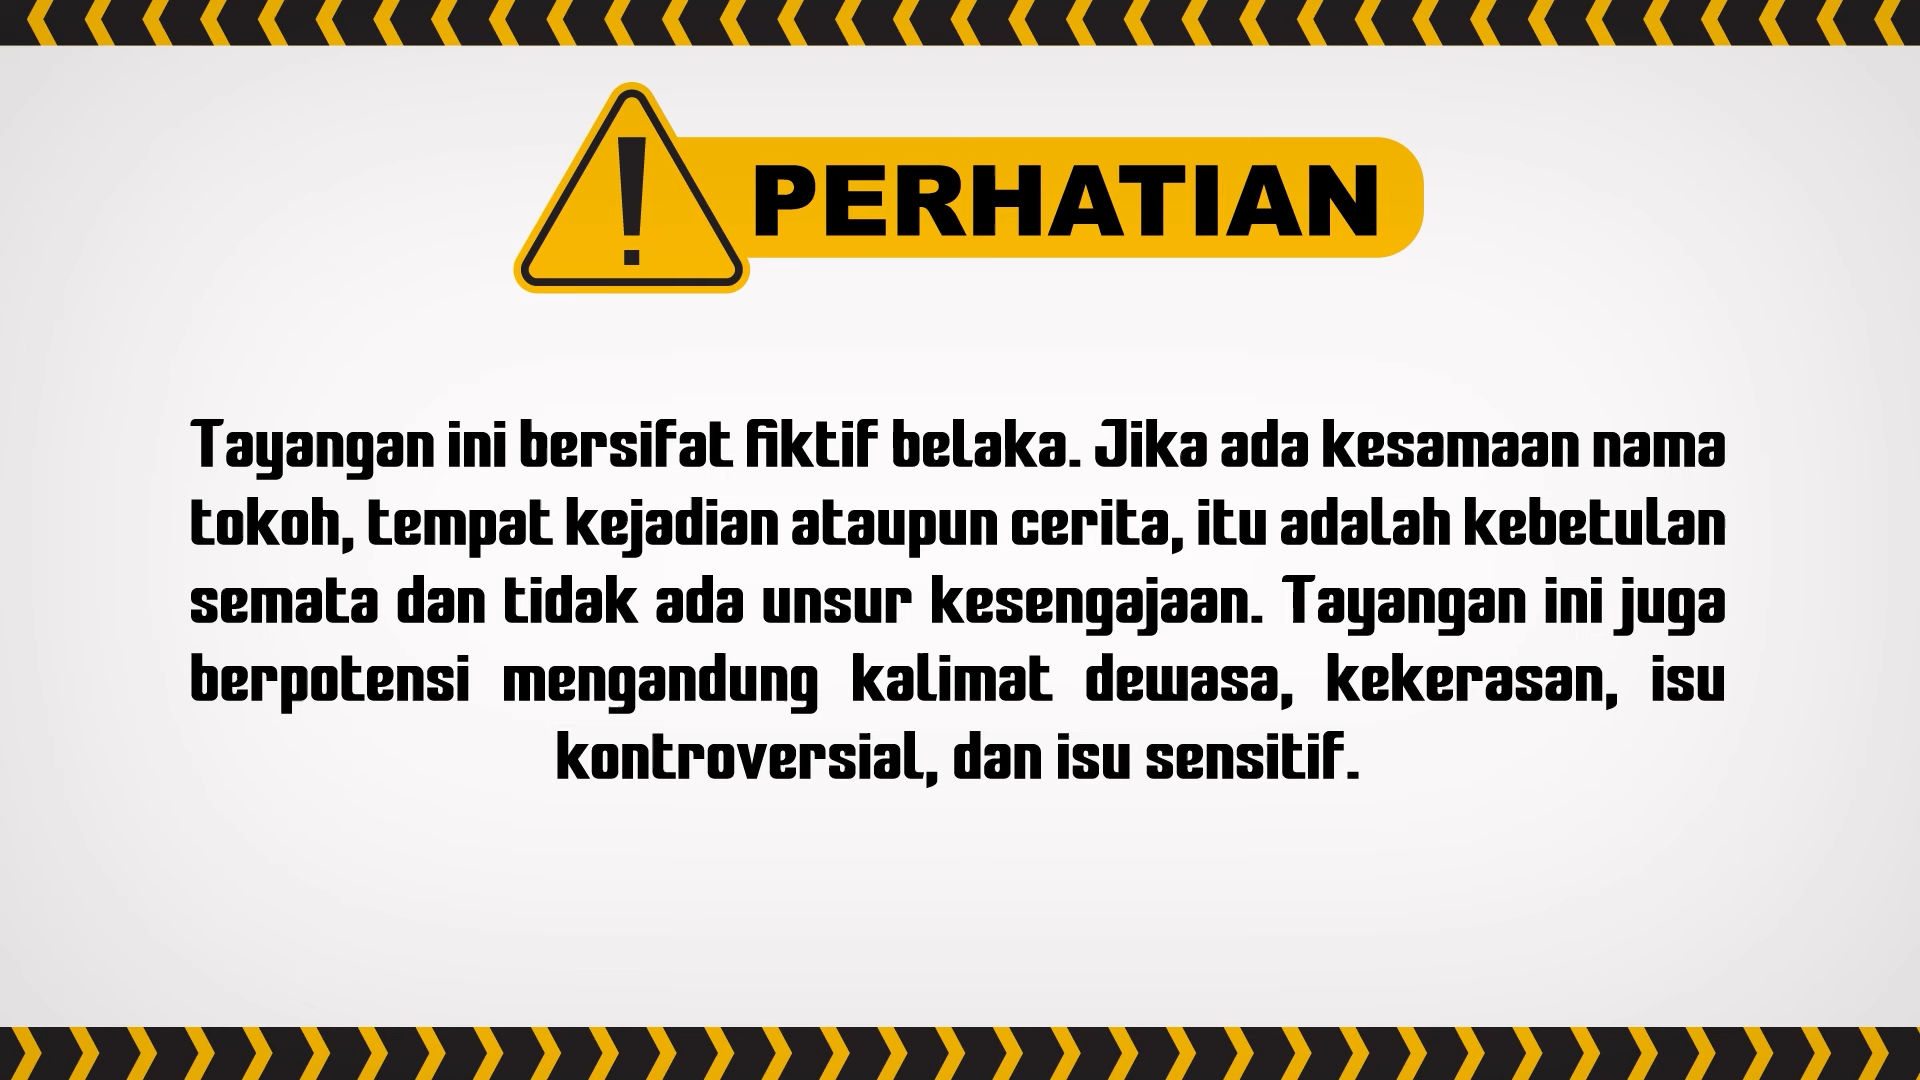 PERHATIAN
Tayangan ini bersifat fiktif belaka. Jika ada kesamaan nama
tokoh, tempat kejadian ataupun cerita, itu adalah kebetulan
semata dan tidak ada unsur kesengajaan. Tayangan ini juga
berpotensi mengandung kalimat dewasa, kekerasan, isu
kontroversial, dan isu sensitif.